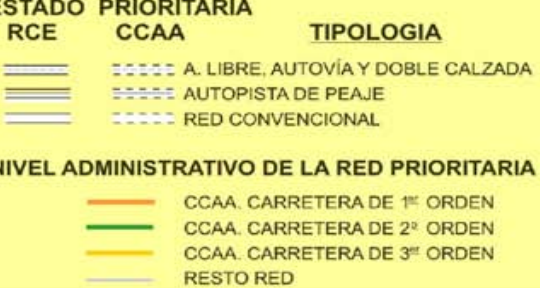 ESTADO PRIORITARIA
RCE CCAA TIPOLOGIA
A. LIBRE, AUTOVÍA Y DOBLE CALZADA
AUTOPISTA DE PEAJE
RED CONVENCIONAL
NIVEL ADMINISTRATIVO DE LA RED PRIORITARIA
CCAA. CARRETERA DE 1er ORDEN
CCAA. CARRETERA DE 2º ORDEN
CCAA. CARRETERA DE 3er ORDEN
RESTO RED